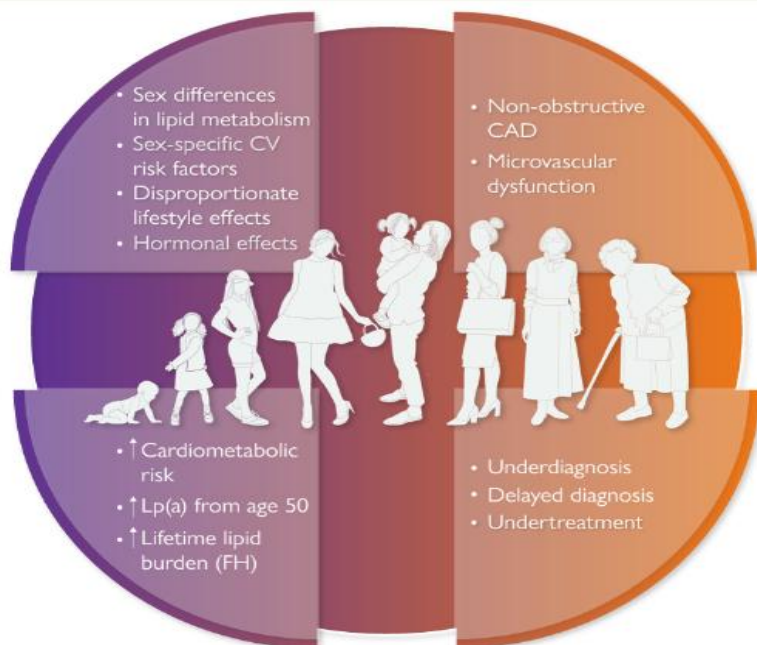 • Sex differences
in lipid metabolism
• Sex-specific CV
risk factors
• Disproportionate
lifestyle effects
• Hormonal effects
• Non-obstructive
CAD
• Microvascular
dysfunction
• ↑Cardiometabolic
risk
• ↑Lp(a) from age 50
• ↑Lifetime lipid
burden (FH)
• Underdiagnosis
• Delayed diagnosis
• Undertreatment